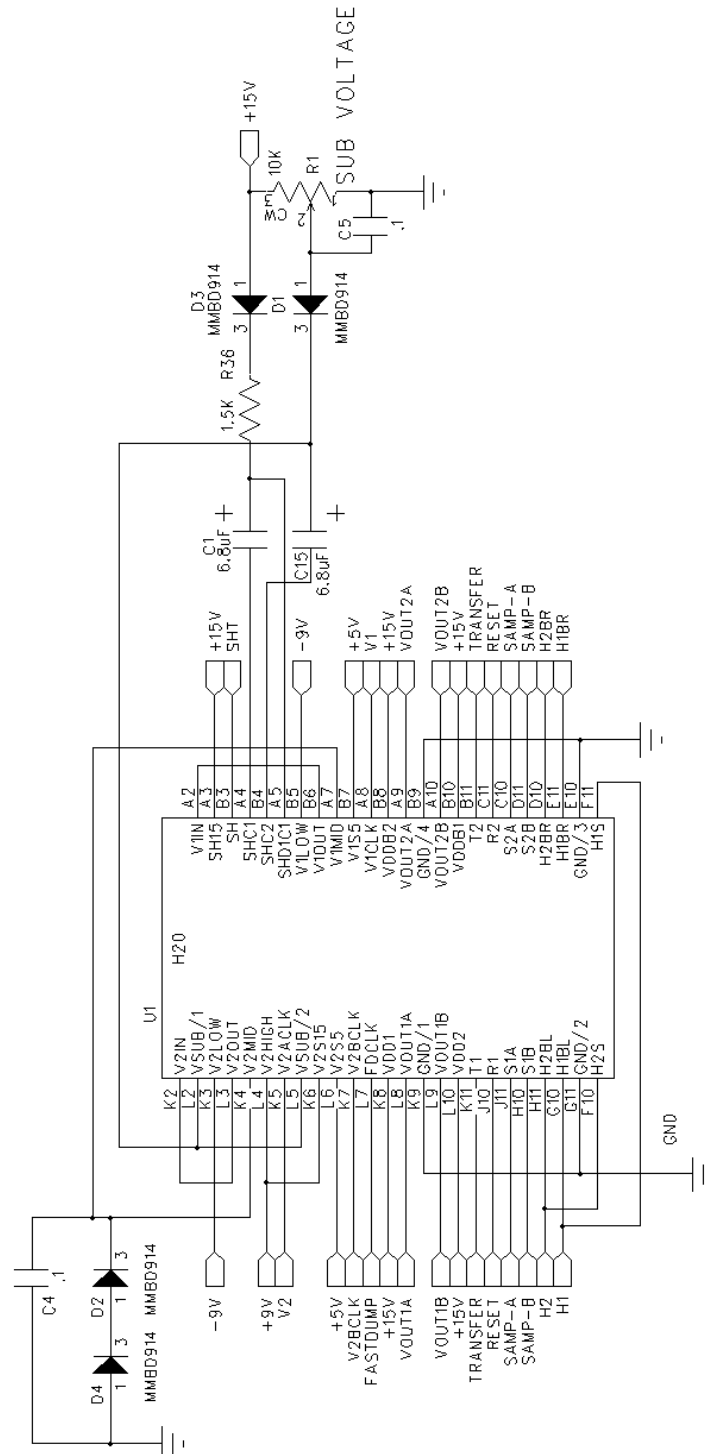 +15V
10K
R1
SUB VOLTAGE
CW
3
2
C5
.1
D3
MMBD914
1
3
D1
1
3
MMBD914
R36
1.5K
C1
6.8uF
+
C15
6.8uF
+
+15V
SHT
-9V
+5V
V1
+15V
VOUT2A
VOUT2B
+15V
TRANSFER
RESET
SAMP-A
SAMP-B
H2BR
H1BR
A2
A3
B3
A4
B4
A5
B5
B6
A7
B7
A8
B8
A9
B9
A10
B10
B11
C11
C10
D11
D10
E11
E10
F11
V1IN
SH15
SH
SHC1
SHC2
SHD1C1
V1LOW
V1OUT
V1MID
V1S5
V1CLK
VDDB2
VOUT2A
GND/4
VOUT2B
VDDB1
T2
R2
S2A
S2B
H2BR
H1BR
GND/3
H1S
H20
U1
V2IN
VSUB/1
V2LOW
V2OUT
V2MID
V2HIGH
V2ACLK
VSUB/2
V2S15
V2S5
V2BCLK
FDCLK
VDD1
VOUT1A
GND/1
VOUT1B
VDD2
T1
R1
S1A
S1B
H2BL
H1BL
GND/2
H2S
K2
L2
K3
L3
K4
L4
K5
L5
K6
L6
K7
L7
K8
L8
K9
L9
L10
K11
J10
J11
H10
H11
G10
G11
F10
GND
-9V
+9V
V2
+5V
V2BCLK
FASTDUMP
+15V
VOUT1A
VOUT1B
+15V
TRANSFER
RESET
SAMP-A
SAMP-B
H2
H1
C4
.1
D2
1
3
MMBD914
D4
1
3
MMBD914